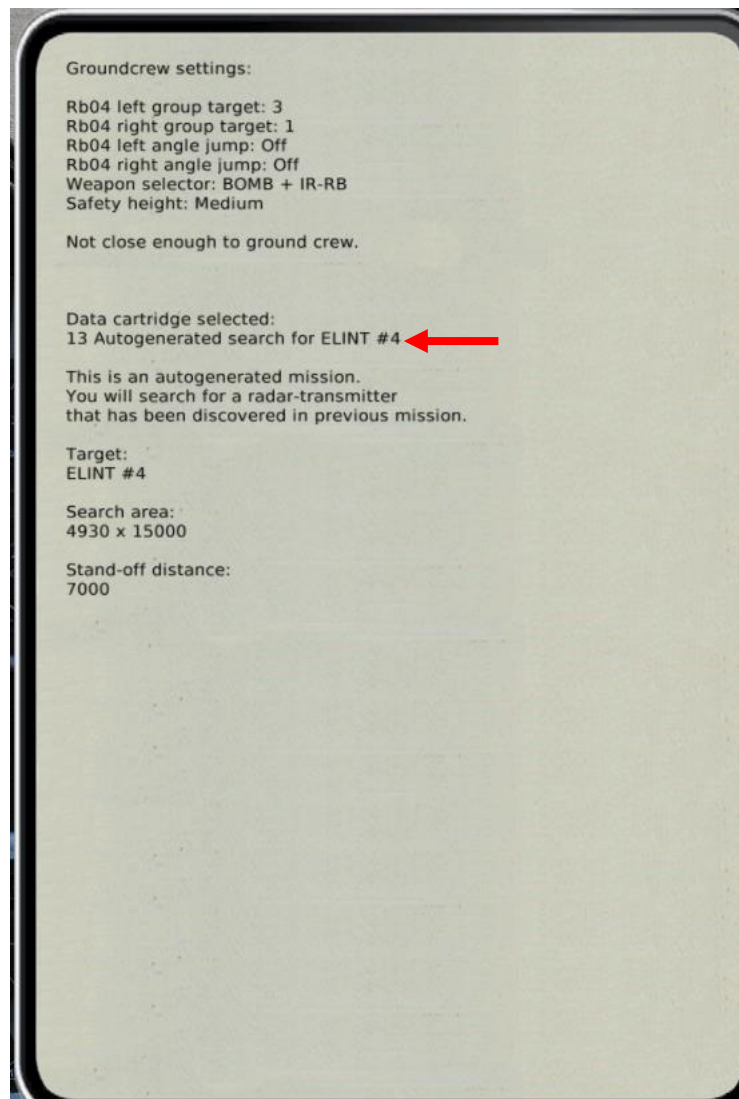 Groundcrew settings:
Rb04 left group target: 3
Rb04 right group target: 1
Rb04 left angle jump: Off
Rb04 right angle jump: Off
Weapon selector: BOMB + IR-RB
Safety height: Medium
Not close enough to ground crew.
Data cartridge selected:
13 Autogenerated search for ELINT #4
This is an autogenerated mission.
You will search for a radar-transmitter
that has been discovered in previous mission.
Target:
ELINT #4
Search area:
4930 x 15000
Stand-off distance:
7000